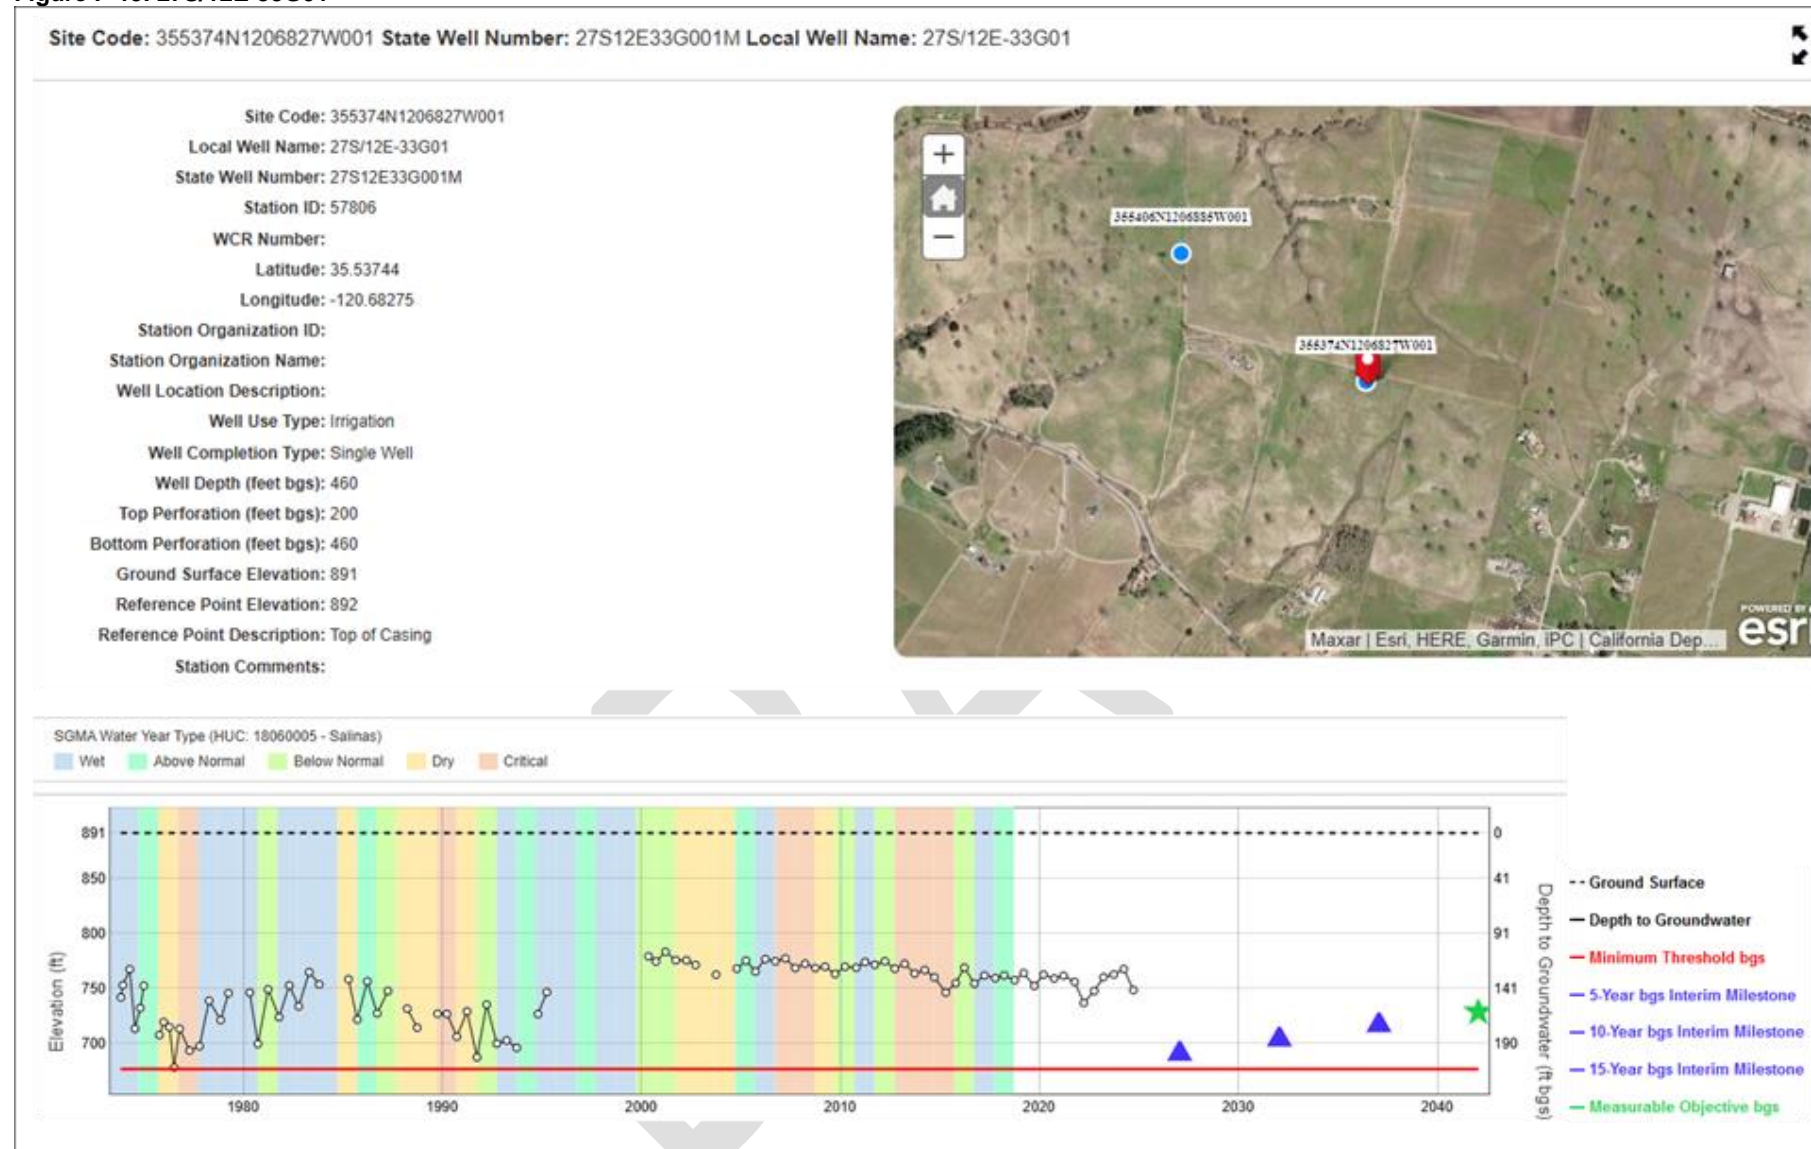 Site Code: 355374N1206827W001 State Well Number: 27S12E33G001M Local Well Name: 27S/12E-33G01
Site Code: 355374N1206827W001
Local Well Name: 27S/12E-33G01
State Well Number: 27S12E33G001M
Station ID: 57806
WCR Number:
Latitude: 35.53744
Longitude: -120.68275
Station Organization ID:
Station Organization Name:
Well Location Description:
Well Use Type: Irrigation
Well Completion Type: Single Well
Well Depth (feet bgs): 460
Top Perforation (feet bgs): 200
Bottom Perforation (feet bgs): 460
Ground Surface Elevation: 891
Reference Point Elevation: 892
Reference Point Description: Top of Casing
Station Comments:
+
−
355406N1206885W001
355374N1206827W001
POWERED BY
esri
Maxar | Esri, HERE, Garmin, iPC | California Dep...
SGMA Water Year Type (HUC: 18060005 - Salinas)
Wet Above Normal Below Normal Dry Critical
Elevation (ft)
891
850
800
750
700
1980 1990 2000 2010 2020 2030 2040
0
41
91
141
190
Depth to Groundwater (ft bgs)
Ground Surface
Depth to Groundwater
Minimum Threshold bgs
5-Year bgs Interim Milestone
10-Year bgs Interim Milestone
15-Year bgs Interim Milestone
Measurable Objective bgs